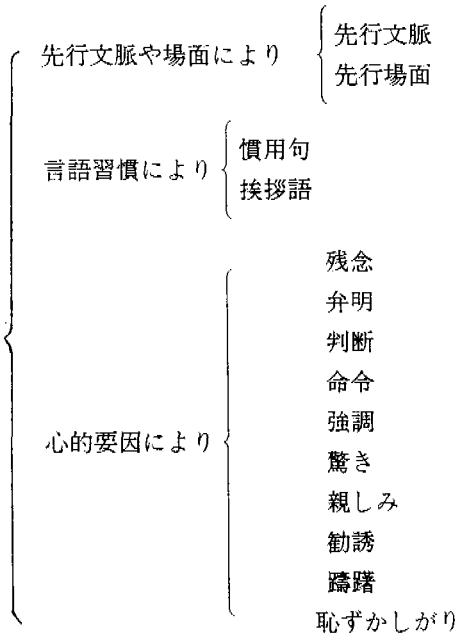 先行文脈や場面により
先行文脈
先行場面
言語習慣により
慣用句
挨拶語
心的要因により
残念
弁明
判断
命令
強調
驚き
親しみ
勧誘
躊躇
恥ずかしがり